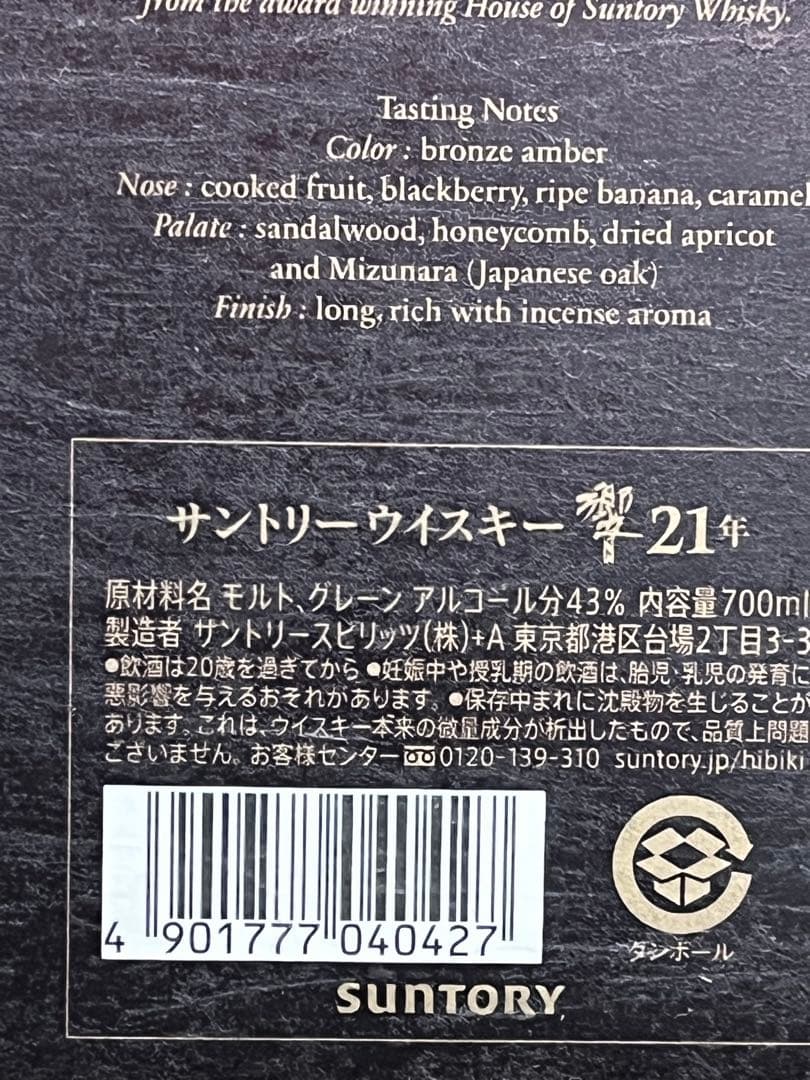 from the award winning House of Suntory Whisky.
Tasting Notes
Color : bronze amber
Nose : cooked fruit, blackberry, ripe banana, caramel
Palate : sandalwood, honeycomb, dried apricot
and Mizunara (Japanese oak)
Finish : long, rich with incense aroma
サントリーウイスキー響21年
原材料名 モルト、グレーン アルコール分43% 内容量700ml
製造者 サントリースピリッツ(株)+A 東京都港区台場2丁目3-3
●飲酒は20歳を過ぎてから ●妊娠中や授乳期の飲酒は、胎児・乳児の発育に
悪影響を与えるおそれがあります。●保存中まれに沈殿物を生じることが
あります。これは、ウイスキー本来の微量成分が析出したもので、品質上問題
ございません。お客様センター 0120-139-310 suntory.jp/hibiki
4 901777 040427
ダンボール
SUNTORY